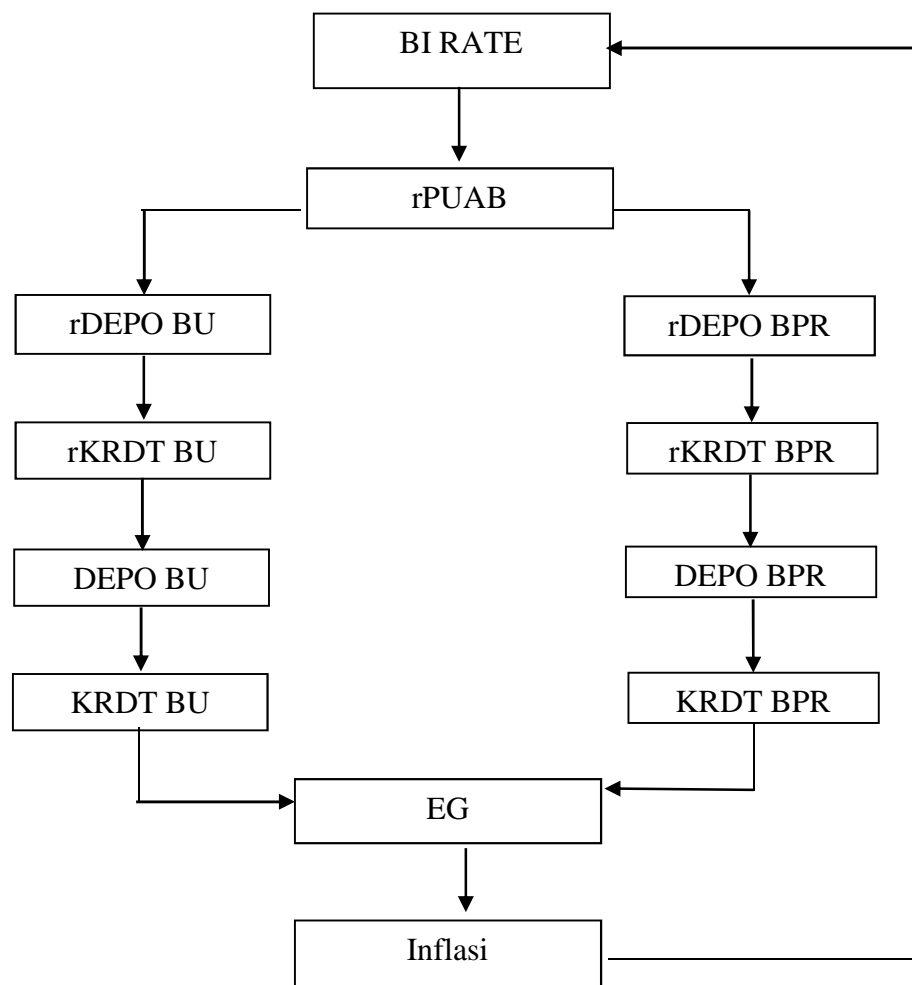 BI RATE
rPUAB
rDEPO BU
rDEPO BPR
rKRDT BU
rKRDT BPR
DEPO BU
DEPO BPR
KRDT BU
KRDT BPR
EG
Inflasi